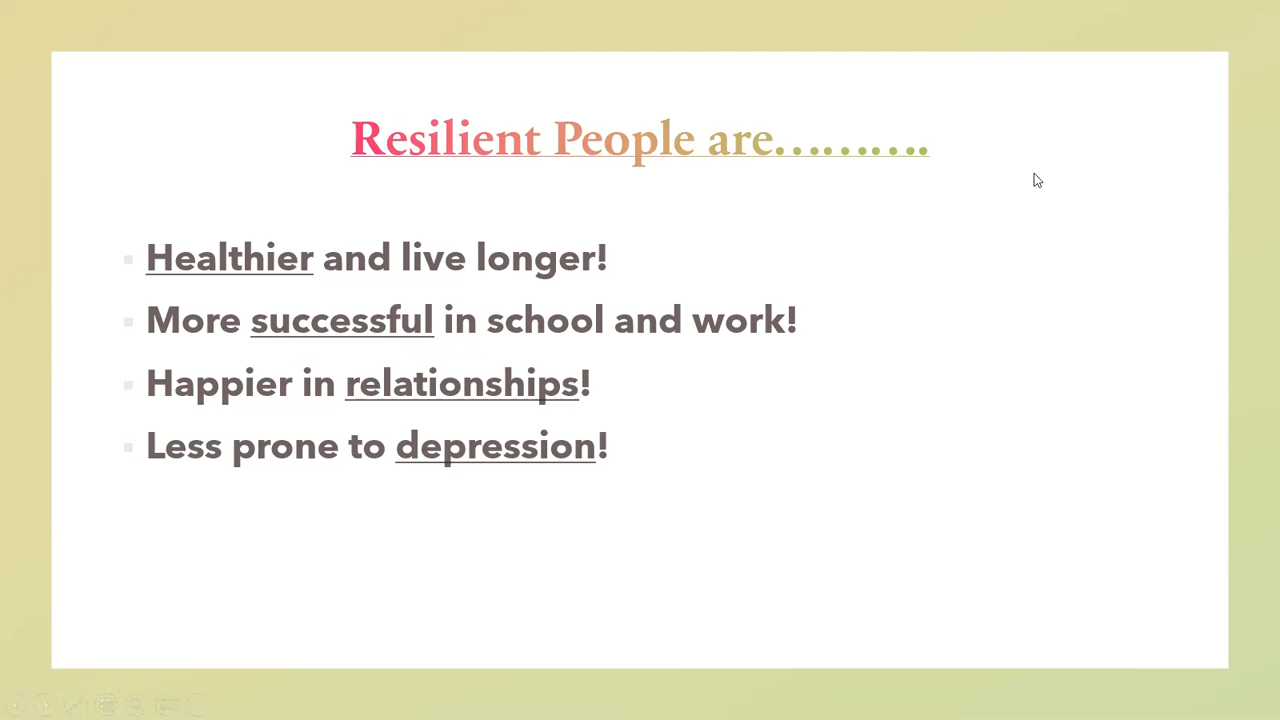 Resilient People are……….
Healthier and live longer!
More successful in school and work!
Happier in relationships!
Less prone to depression!